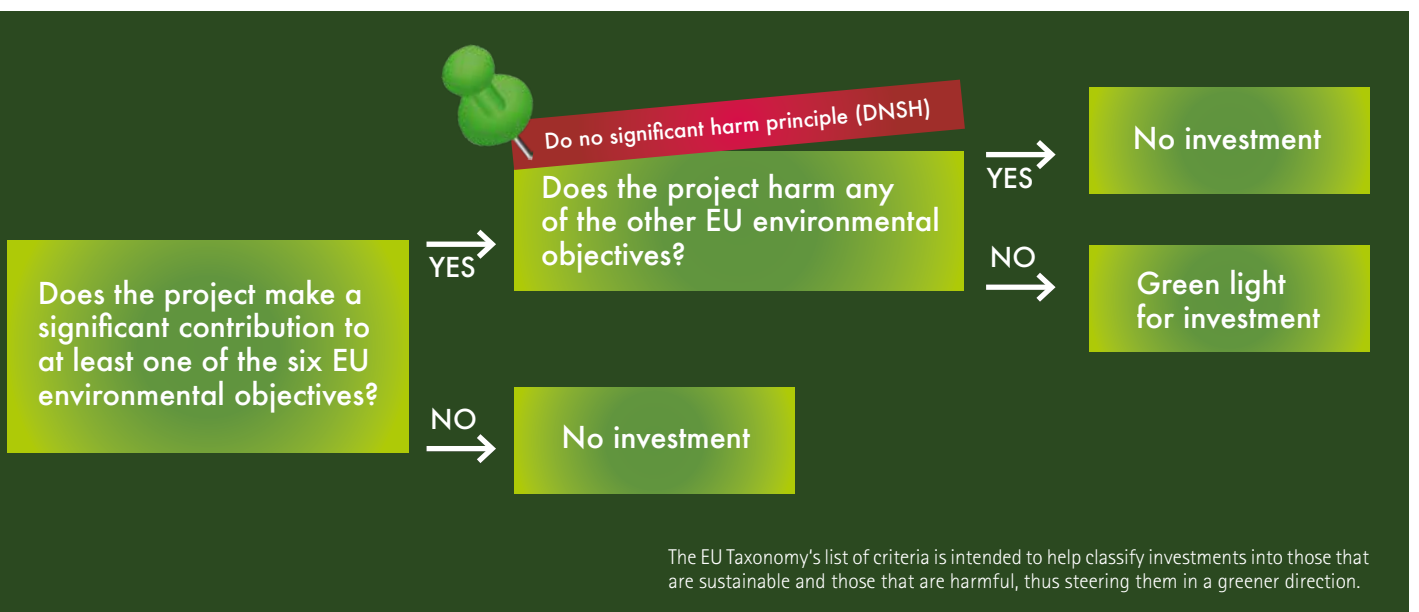 Does the project make a
significant contribution to
at least one of the six EU
environmental objectives?
YES
Do no significant harm principle (DNSH)
Does the project harm any
of the other EU environmental
objectives?
YES
No investment
NO
Green light
for investment
NO
No investment
The EU Taxonomy's list of criteria is intended to help classify investments into those that
are sustainable and those that are harmful, thus steering them in a greener direction.